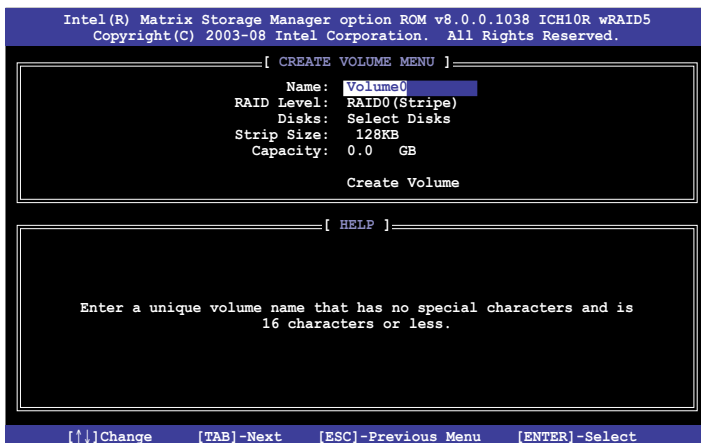 Intel(R) Matrix Storage Manager option ROM v8.0.0.1038 ICH10R wRAID5
Copyright(C) 2003-08 Intel Corporation.  All Rights Reserved.
[ CREATE VOLUME MENU ]
Name: Volume0
RAID Level: RAID0(Stripe)
Disks: Select Disks
Strip Size: 128KB
Capacity: 0.0 GB
Create Volume
[ HELP ]
Enter a unique volume name that has no special characters and is
16 characters or less.
[↑↓]Change [TAB]-Next [ESC]-Previous Menu [ENTER]-Select